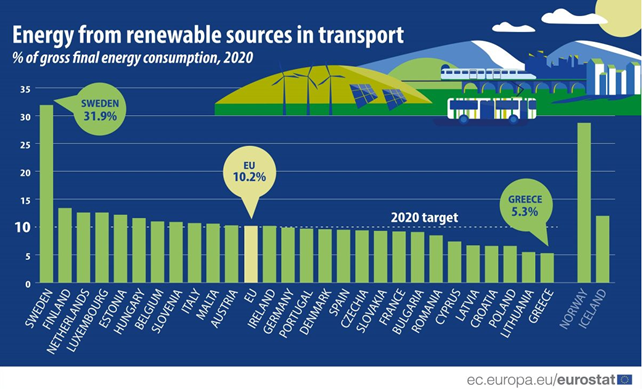 Energy from renewable sources in transport
% of gross final energy consumption, 2020
35
30
25
20
15
10
5
0
SWEDEN
31.9%
EU
10.2%
GREECE
5.3%
2020 target
SWEDEN
FINLAND
NETHERLANDS
LUXEMBOURG
ESTONIA
HUNGARY
BELGIUM
SLOVENIA
ITALY
MALTA
AUSTRIA
EU
IRELAND
GERMANY
PORTUGAL
DENMARK
SPAIN
CZECHIA
SLOVAKIA
FRANCE
BULGARIA
ROMANIA
CYPRUS
LATVIA
CROATIA
POLAND
LITHUANIA
GREECE
NORWAY
ICELAND
ec.europa.eu/eurostat